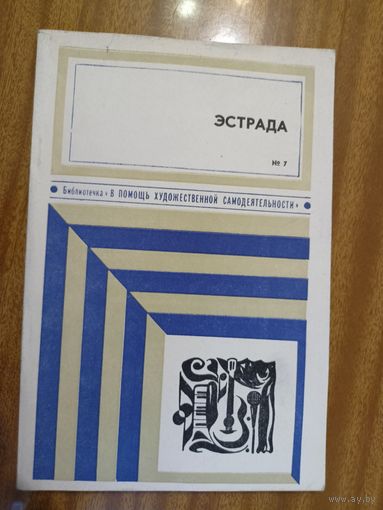 ЭСТРАДА
№ 7
Библиотечка «В ПОМОЩЬ ХУДОЖЕСТВЕННОЙ САМОДЕЯТЕЛЬНОСТИ»
www.ay.by